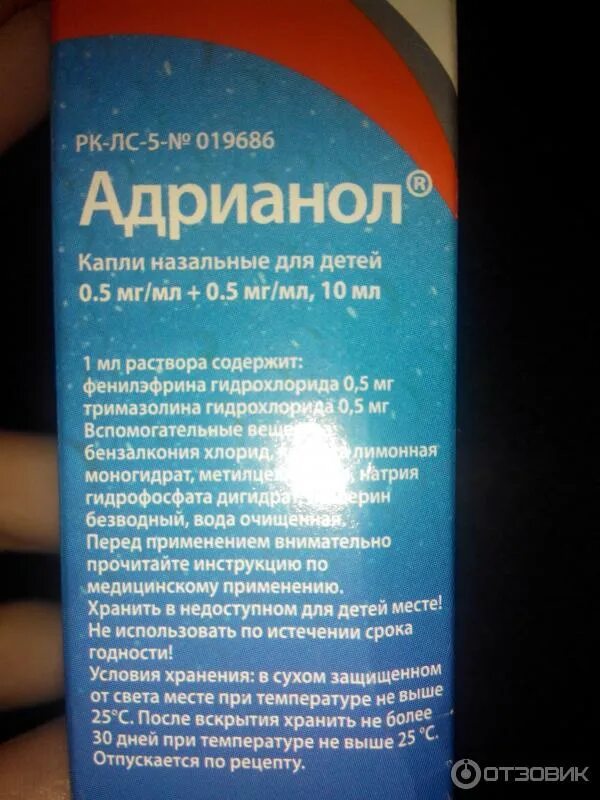 РК-ЛС-5-№ 019686
Адрианол®
Капли назальные для детей
0.5 мг/мл + 0.5 мг/мл, 10 мл
1 мл раствора содержит:
фенилэфрина гидрохлорида 0,5 мг
тримазолина гидрохлорида 0,5 мг
Вспомогательные
бензалкония хлорид, лимонная
моногидрат, натрия
гидрофосфата дигидрат,
безводный, вода очищенная.
Перед применением внимательно
прочитайте инструкцию по
медицинскому применению.
Хранить в недоступном для детей месте!
Не использовать по истечении срока
годности!
Условия хранения: в сухом защищенном
от света месте при температуре не выше
25°С. После вскрытия хранить не более
30 дней при температуре не выше 25 °С.
Отпускается по рецепту.
ОТЗОВИК